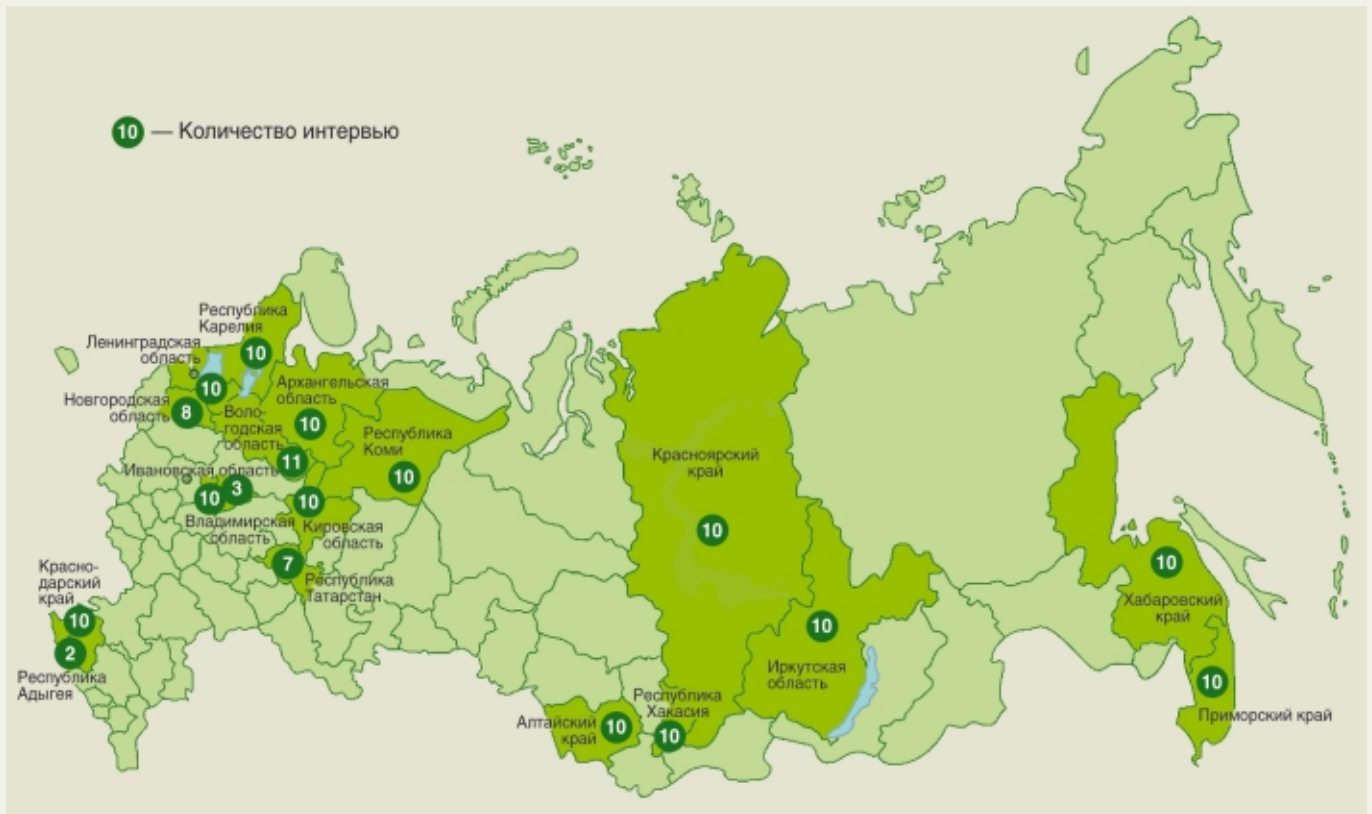 10 — Количество интервью
Республика
Карелия
10
Ленинградская
область
10
Новгородская
область
8
Архангельская
область
10
Воло-
годская
область
11
Республика
Коми
10
Ивановская область
3
10
Владимирская
область
10
Кировская
область
7
Республика
Татарстан
Красно-
дарский
край
10
2
Республика
Адыгея
Красноярский
край
10
10
Иркутская
область
Республика
Хакасия
10
Алтайский
край
10
10
Хабаровский
край
10
Приморский край